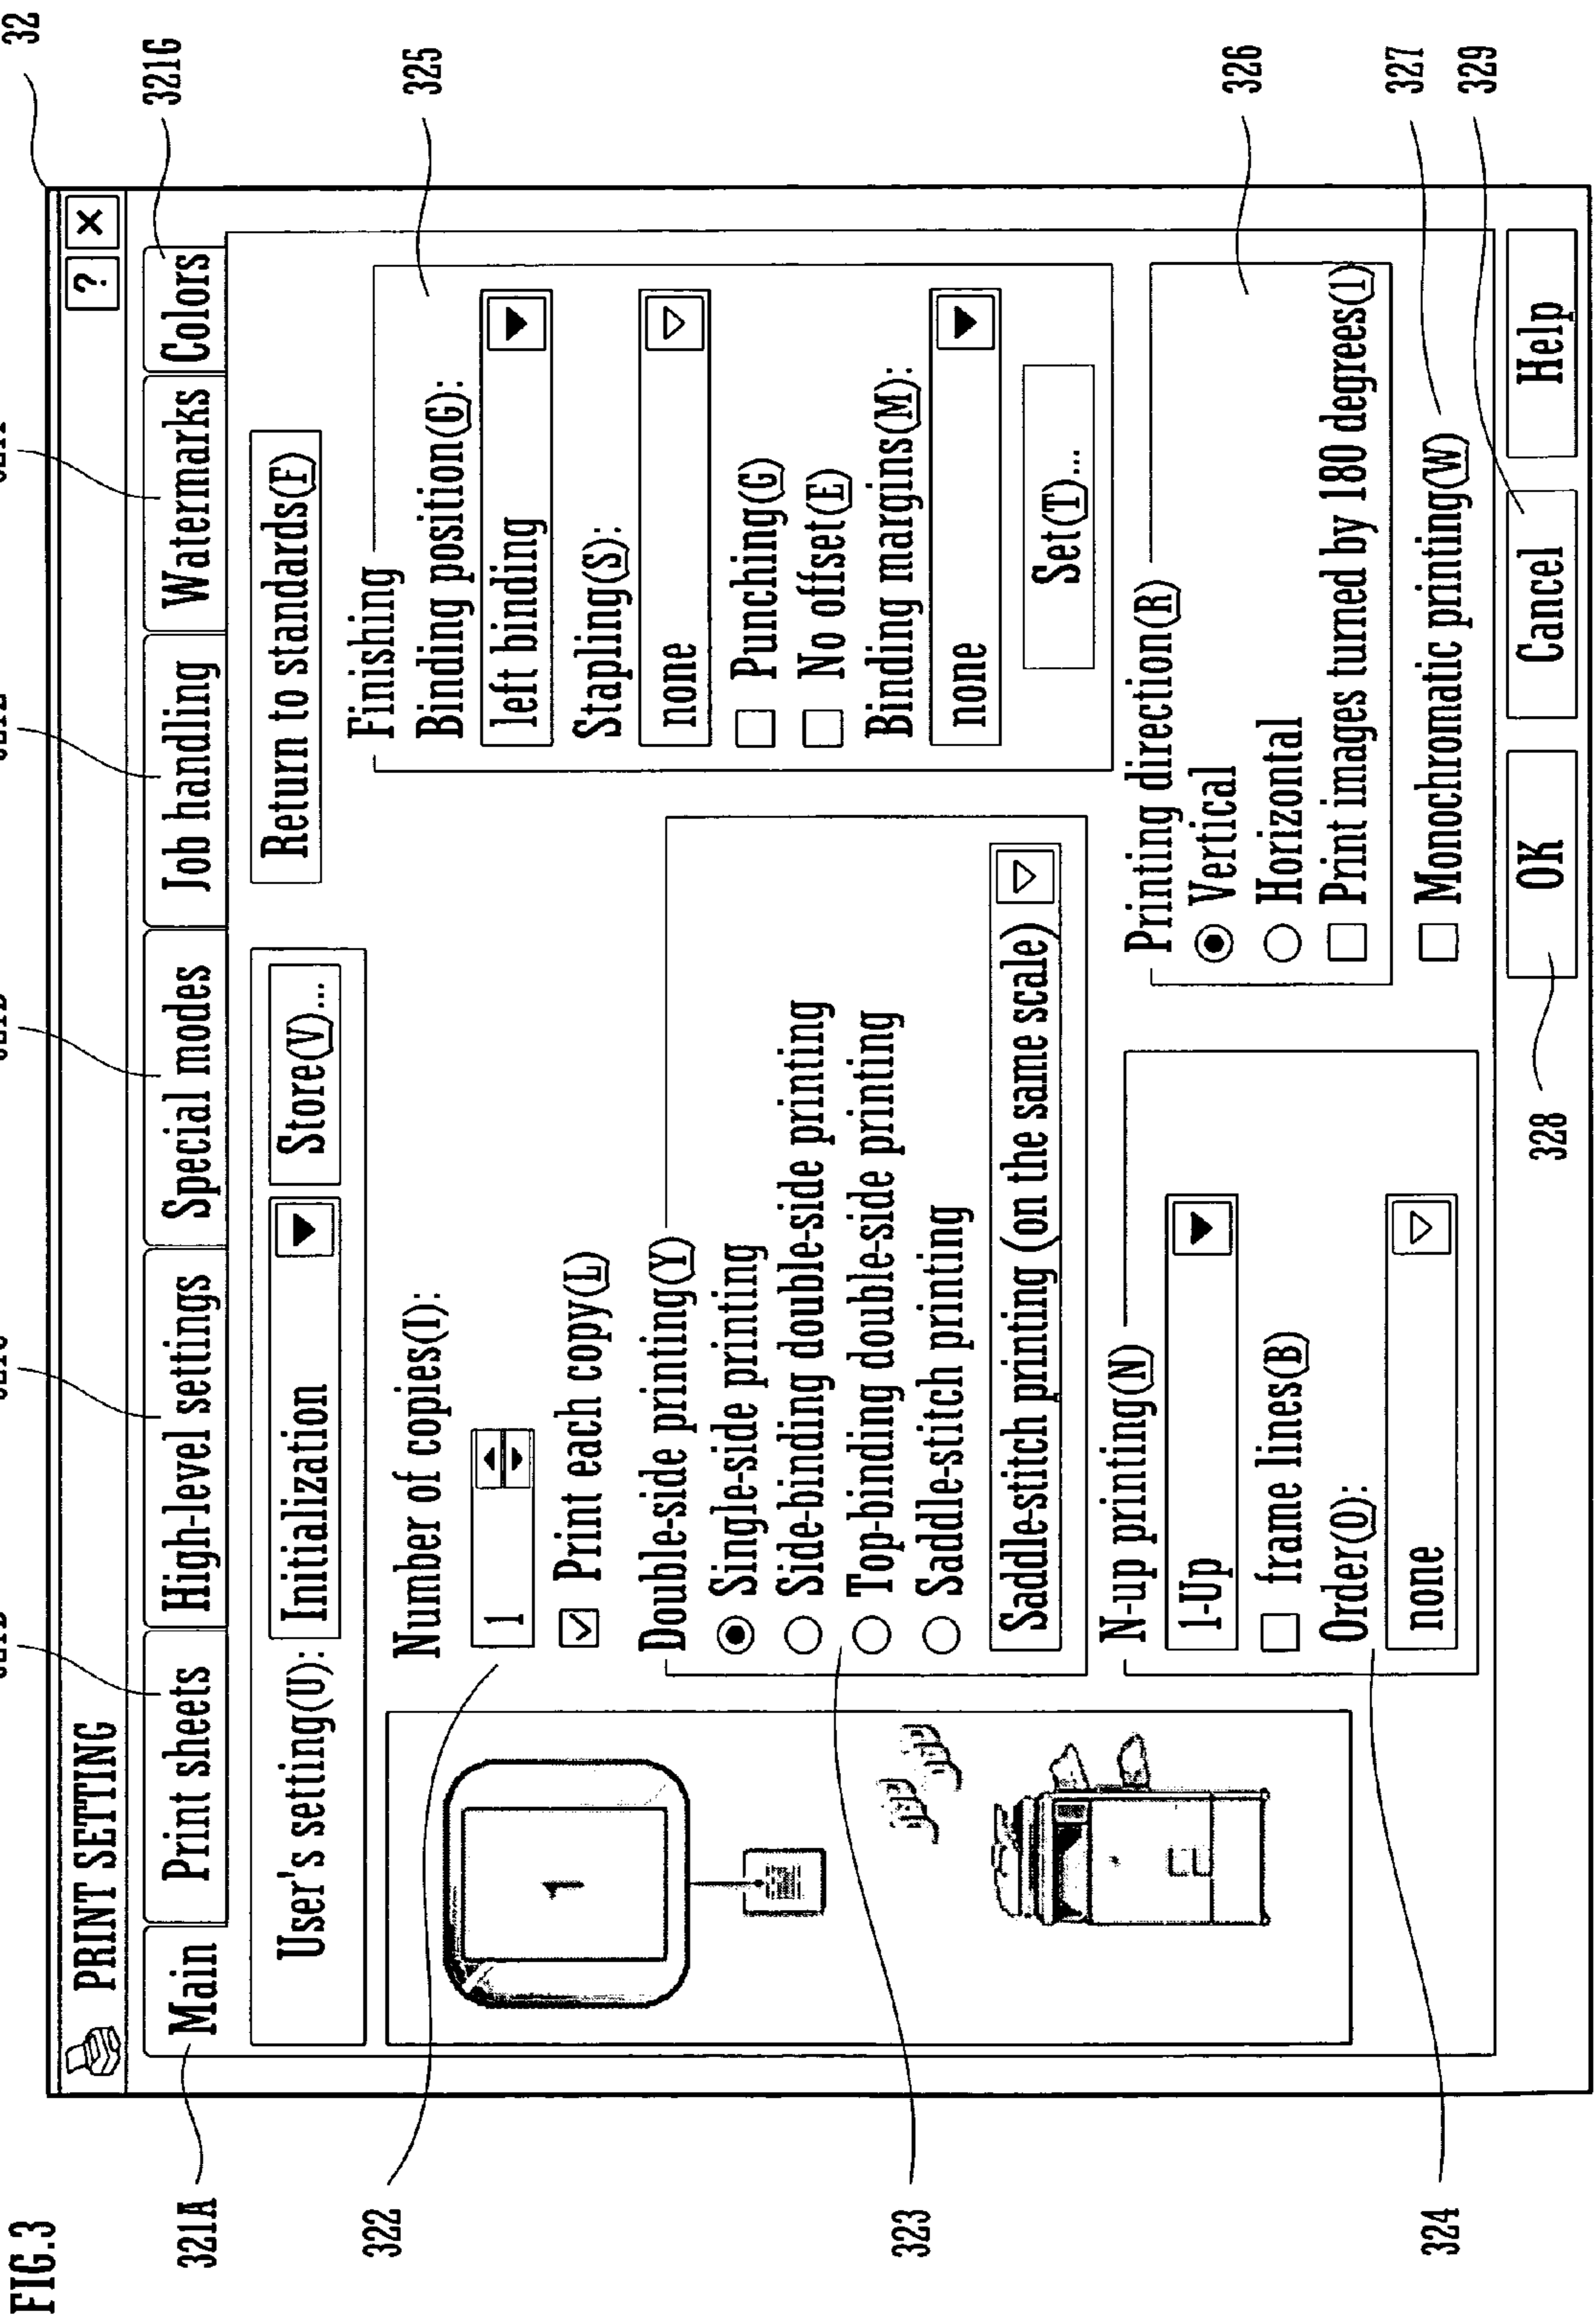 FIG.3
32
PRINT SETTING
? ×
321A
321G
Main Print sheets High-level settings Special modes Job handling Watermarks Colors
User's setting(U): Initialization Store(V)... Return to standards(F)
322
Number of copies(I):
1
Print each copy(L)
1
323
Double-side printing(Y)
Single-side printing
Side-binding double-side printing
Top-binding double-side printing
Saddle-stitch printing
Saddle-stitch printing (on the same scale)
324
N-up printing(N)
1-Up
frame lines(B)
Order(O):
none
325
Finishing
Binding position(G):
left binding
Stapling(S):
none
Punching(G)
No offset(E)
Binding margins(M):
none
Set(T)...
326
Printing direction(R)
Vertical
Horizontal
Print images turned by 180 degrees(1)
327
Monochromatic printing(W)
328
329
OK Cancel Help